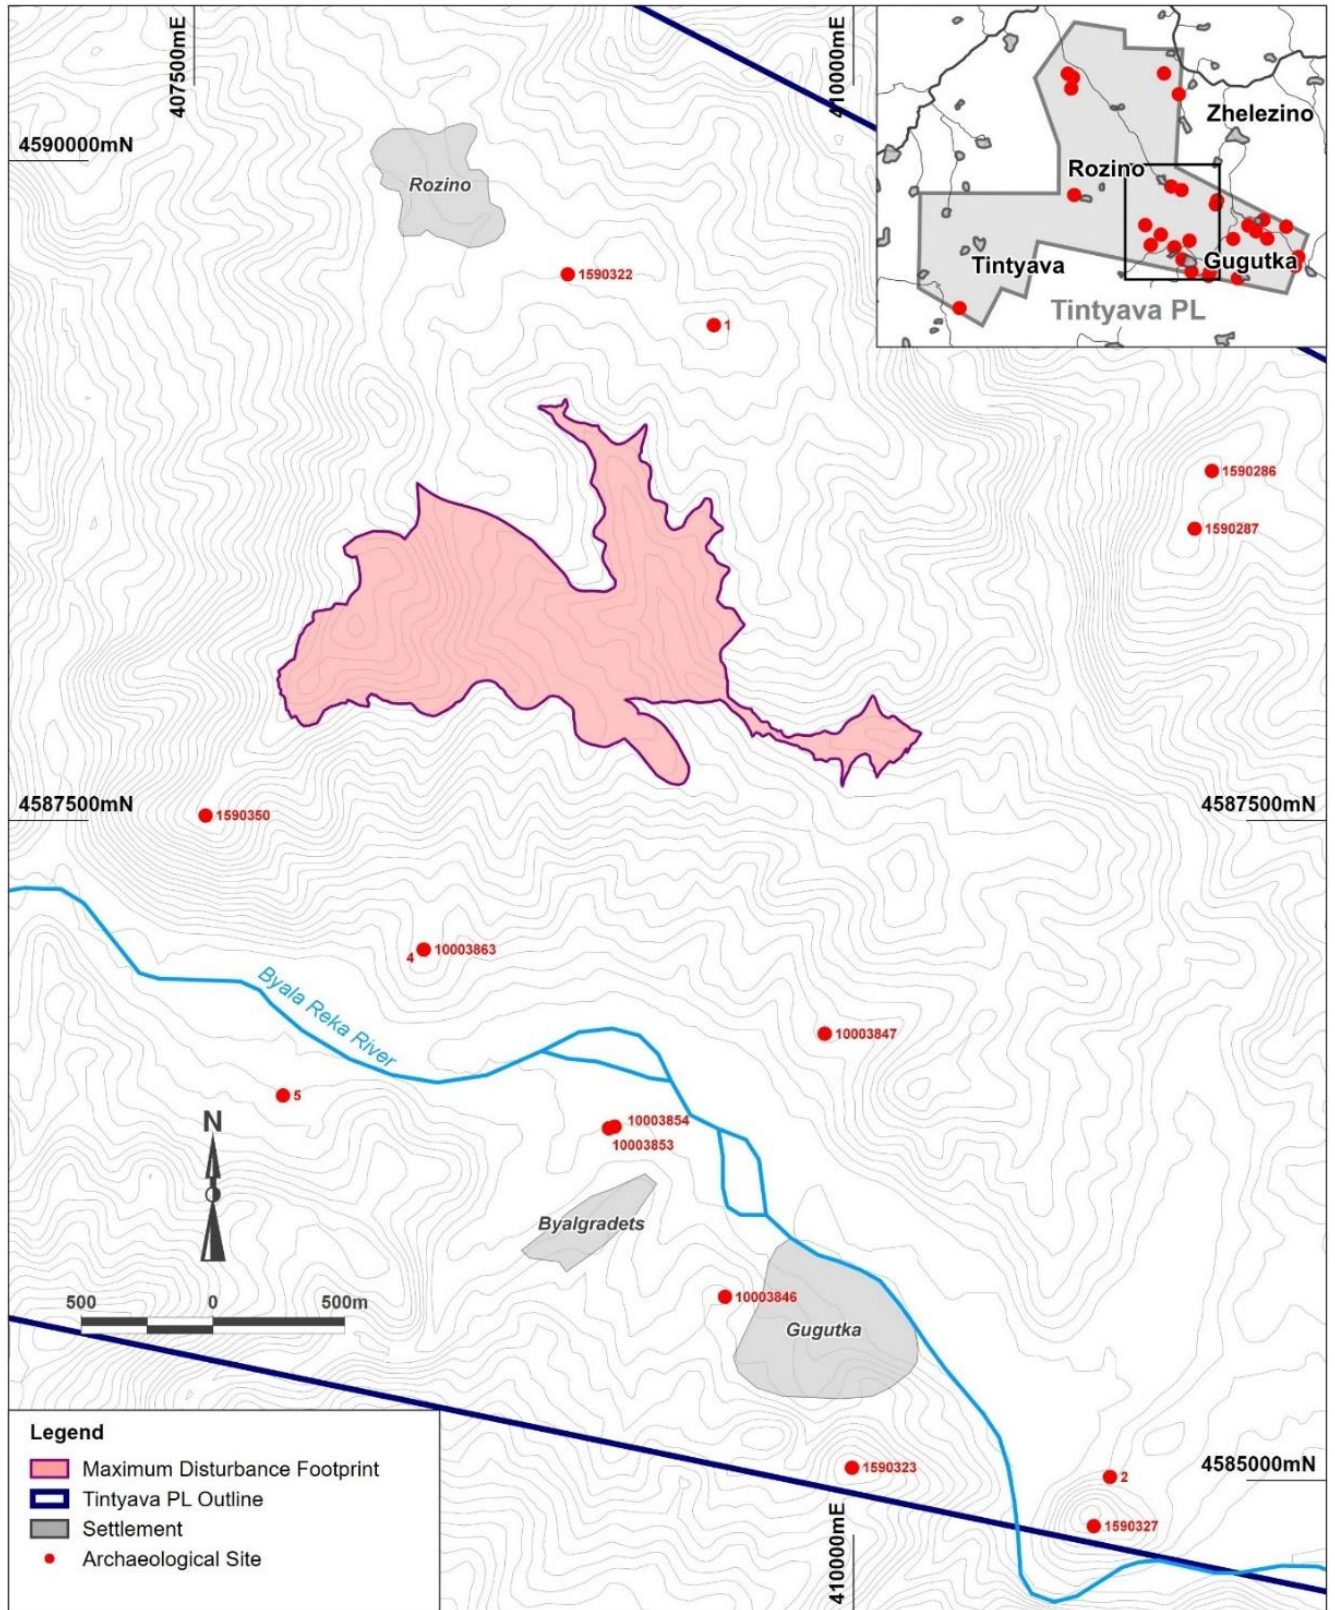 407500mE
410000mE
4590000mN
Zhelezino
Rozino
Tintyava
Gugutka
Tintyava PL
Rozino
1590322
1
1590286
1590287
4587500mN
4587500mN
1590350
10003863
4
Byala Reka River
10003847
5
10003854
10003853
N
Byalgradets
10003846
Gugutka
500 0 500m
1590323
2
4585000mN
1590327
410000mE
Legend
Maximum Disturbance Footprint
Tintyava PL Outline
Settlement
Archaeological Site